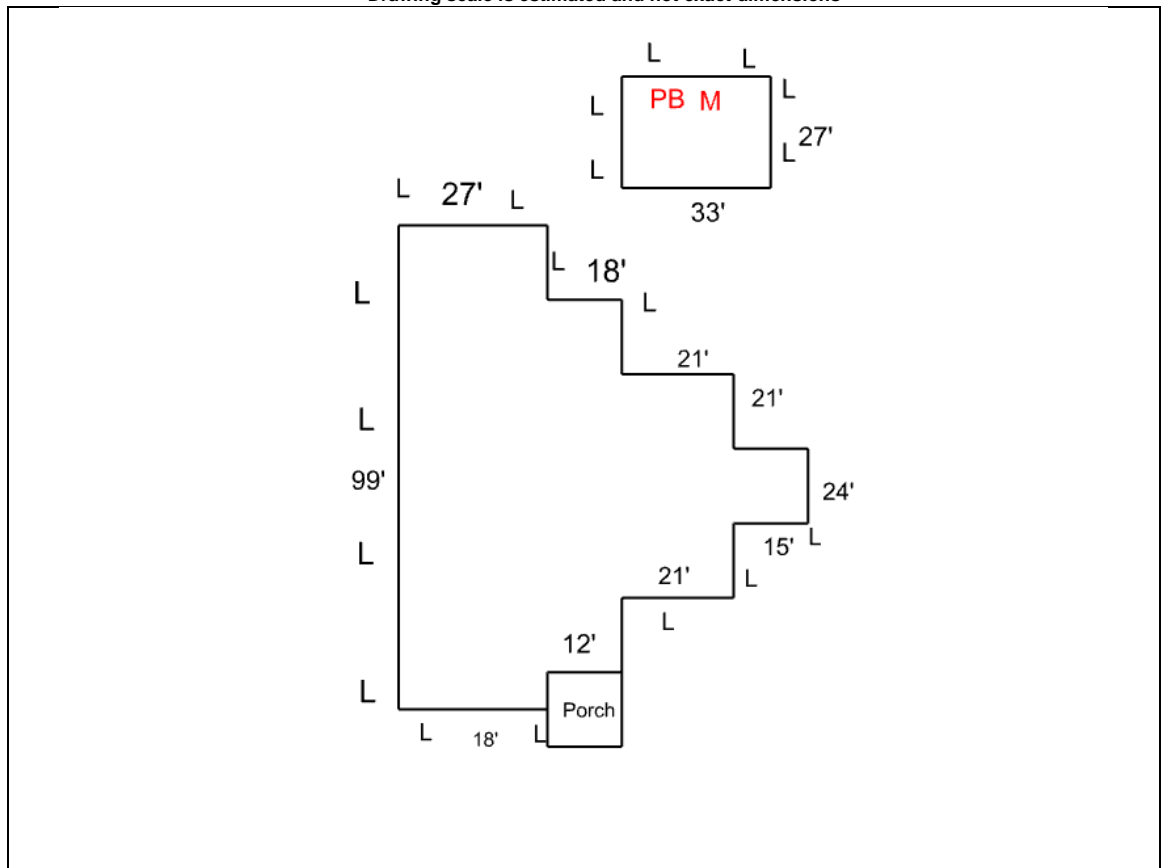 Drawing scale is estimated and not exact dimensions
L
L
L
PB M
L
27'
L
L
L
33'
L
27'
L
L
18'
L
L
21'
21'
L
99'
24'
15'
L
L
21'
L
L
12'
L
Porch
L
18'
L